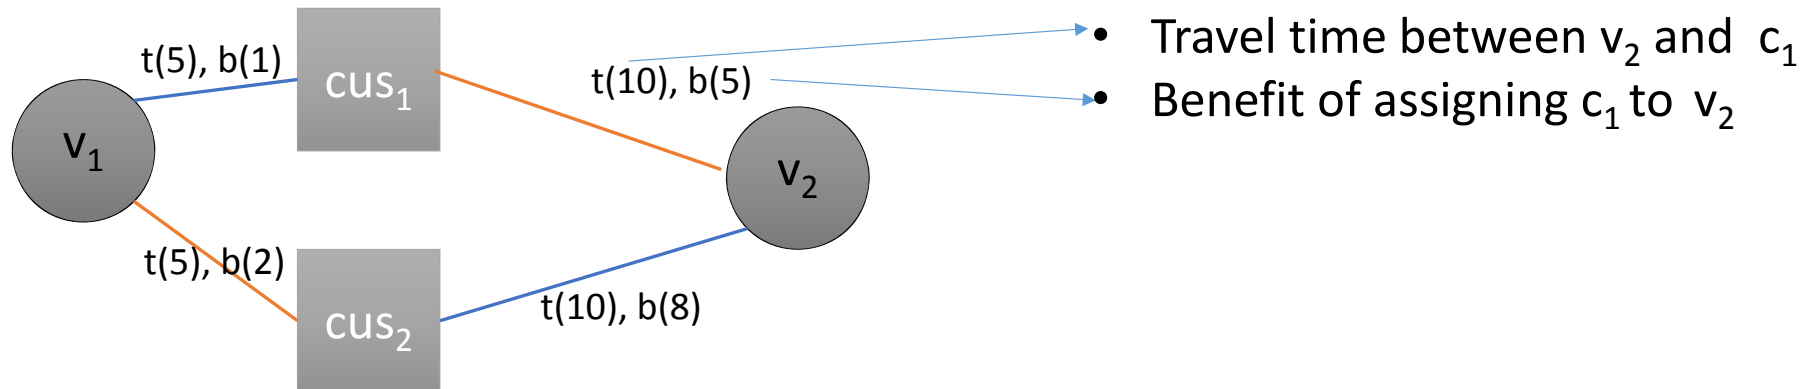 t(5), b(1)
cus₁
t(10), b(5)
• Travel time between v₂ and c₁
• Benefit of assigning c₁ to v₂
v₁
v₂
t(5), b(2)
cus₂
t(10), b(8)